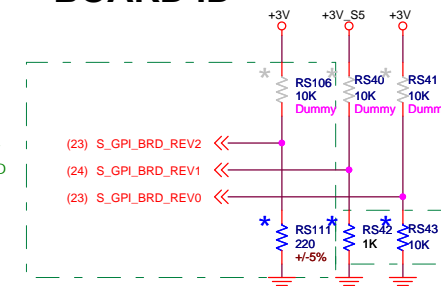 BOARD ID
+3V +3V_S5 +3V
* RS106 * RS40 * RS41
10K 10K 10K
Dummy Dummy Dumm
(23) S_GPI_BRD_REV2
(24) S_GPI_BRD_REV1
(23) S_GPI_BRD_REV0
* RS111 * RS42 * RS43
220 1K 10K
+/-5%